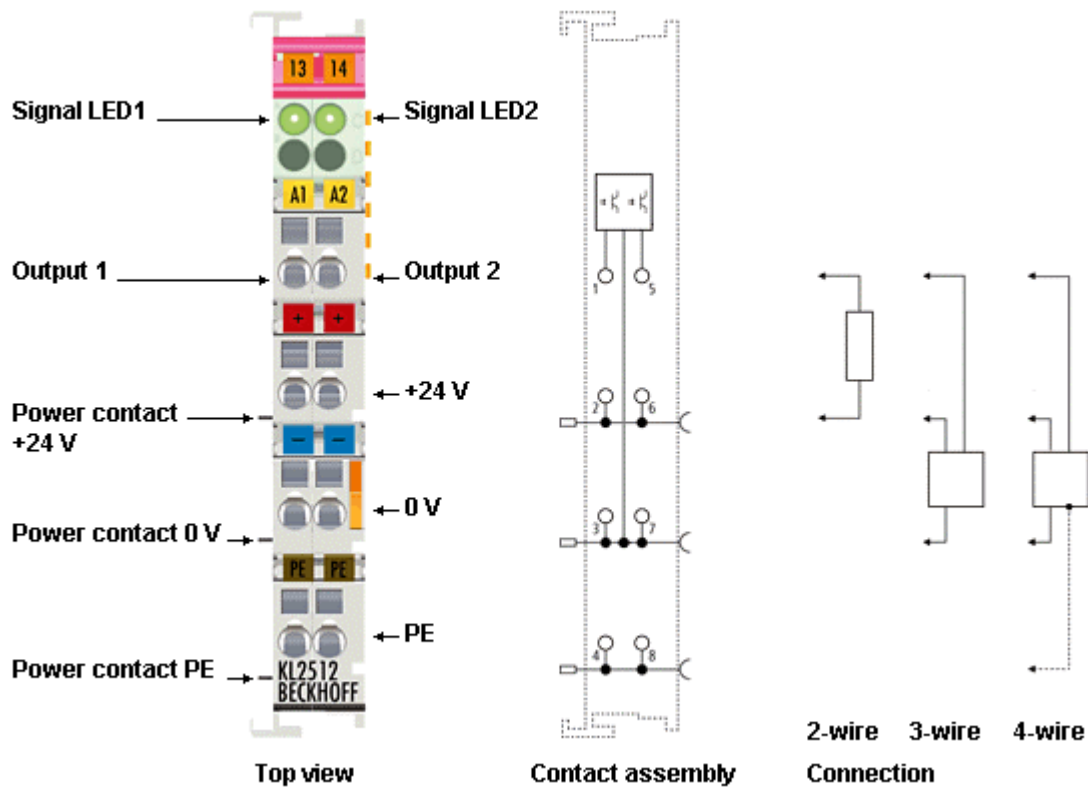 13 14
Signal LED1
Signal LED2
A1 A2
Output 1
Output 2
1 5
+ +
+24 V
2 6
Power contact
+24 V
− −
0 V
3 7
Power contact 0 V
PE PE
PE
4 8
Power contact PE
KL2512
BECKHOFF
2-wire 3-wire 4-wire
Top view
Contact assembly
Connection